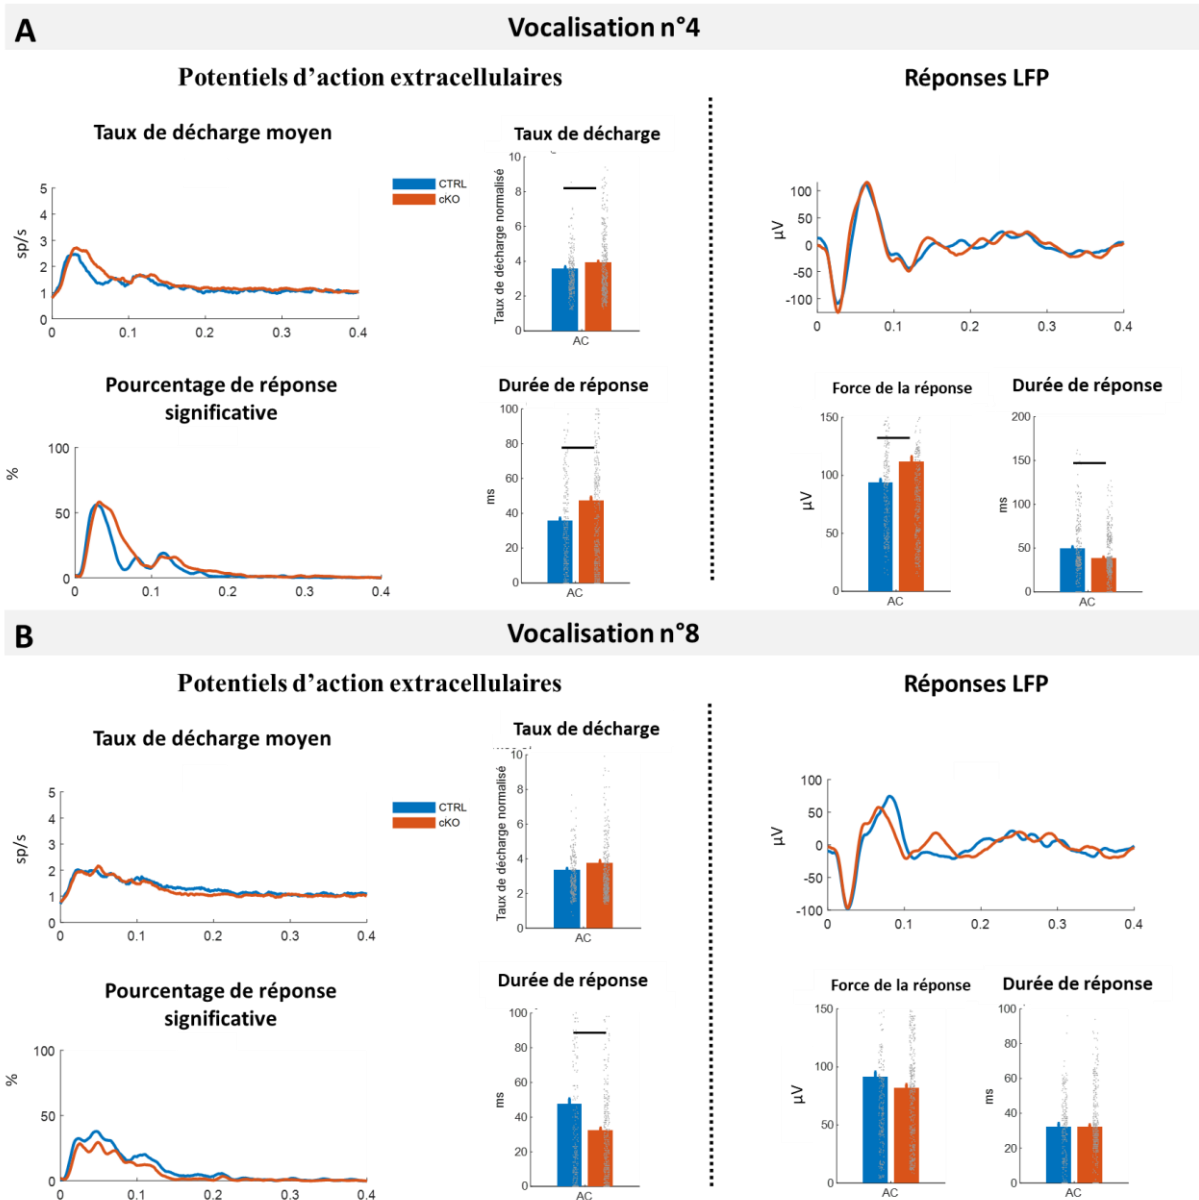 A
Vocalisation n°4
Potentiels d'action extracellulaires
Réponses LFP
Taux de décharge moyen
sp/s
5
4
3
2
1
0
0
0.1
0.2
0.3
0.4
CTRL
cKO
Taux de décharge
Taux de décharge normalisé
10
8
6
4
2
0
AC
µV
100
50
0
-50
-100
0
0.1
0.2
0.3
0.4
Pourcentage de réponse
significative
%
100
50
0
0
0.1
0.2
0.3
0.4
Durée de réponse
ms
100
80
60
40
20
0
AC
Force de la réponse
µV
150
100
50
0
AC
Durée de réponse
ms
200
150
100
50
0
AC
B
Vocalisation n°8
Potentiels d'action extracellulaires
Réponses LFP
Taux de décharge moyen
sp/s
5
4
3
2
1
0
0
0.1
0.2
0.3
0.4
CTRL
cKO
Taux de décharge
Taux de décharge normalisé
10
8
6
4
2
0
AC
µV
100
50
0
-50
-100
0
0.1
0.2
0.3
0.4
Pourcentage de réponse
significative
%
100
50
0
0
0.1
0.2
0.3
0.4
Durée de réponse
ms
100
80
60
40
20
0
AC
Force de la réponse
µV
150
100
50
0
AC
Durée de réponse
ms
100
80
60
40
20
0
AC